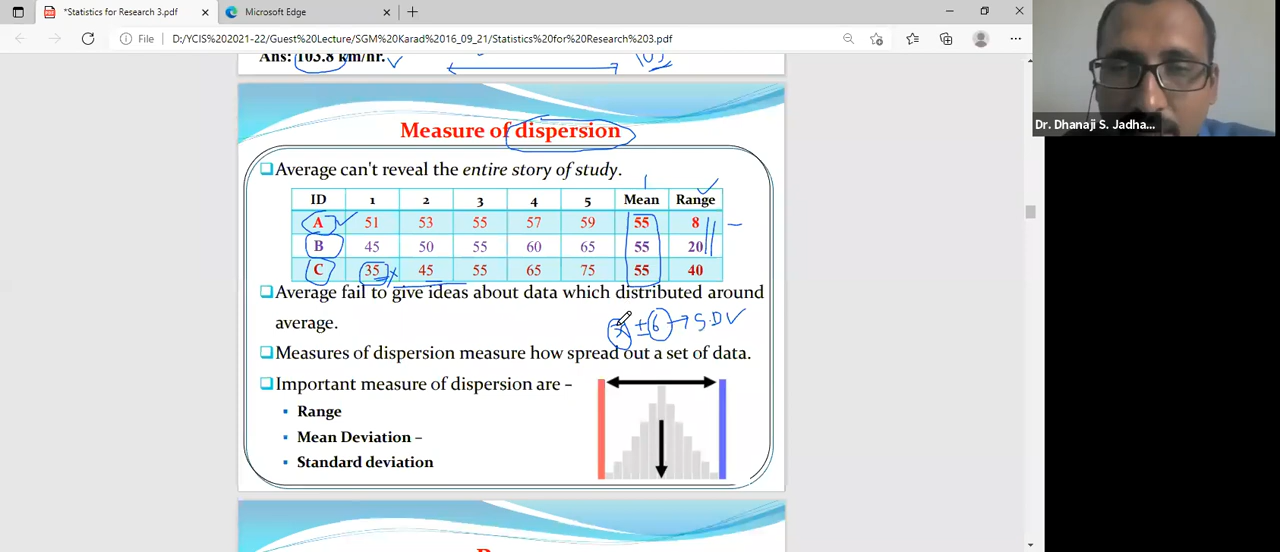 *Statistics for Research 3.pdf
Microsoft Edge
File
D:/YCIS%202021-22/Guest%20Lecture/SGM%20Karad%2016_09_21/Statistics%20for%20Research%203.pdf
Ans: 103.8 km/hr.
Dr. Dhanaji S. Jadha...
Measure of dispersion
Average can't reveal the entire story of study.
ID 1 2 3 4 5 Mean Range
A 51 53 55 57 59 55 8
B 45 50 55 60 65 55 20
C 35 45 55 65 75 55 40
Average fail to give ideas about data which distributed around
average.
± 6 → S.D
Measures of dispersion measure how spread out a set of data.
Important measure of dispersion are –
Range
Mean Deviation –
Standard deviation